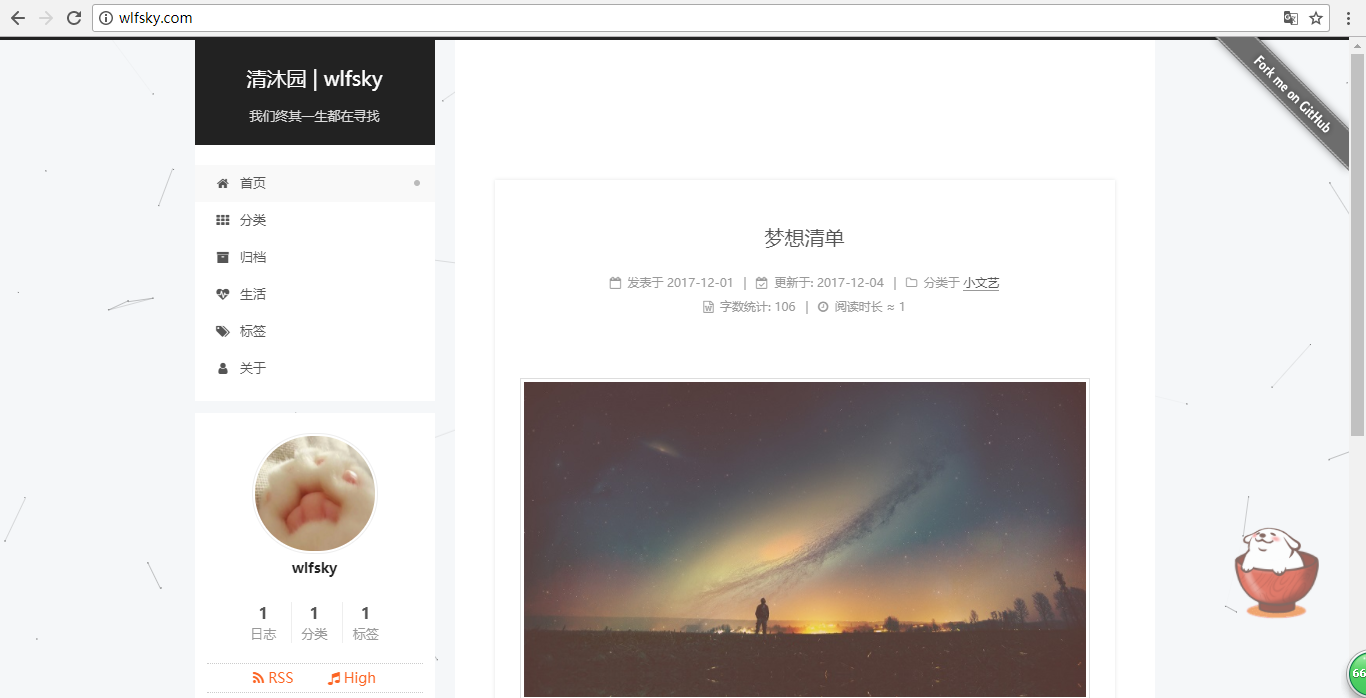 wlfsky.com
清沐园 | wlfsky
我们终其一生都在寻找
首页
分类
归档
生活
标签
关于
wlfsky
1 1 1
日志 分类 标签
RSS High
Fork me on GitHub
梦想清单
发表于 2017-12-01 | 更新于: 2017-12-04 | 分类于 小文艺
字数统计: 106 | 阅读时长 ≈ 1
66